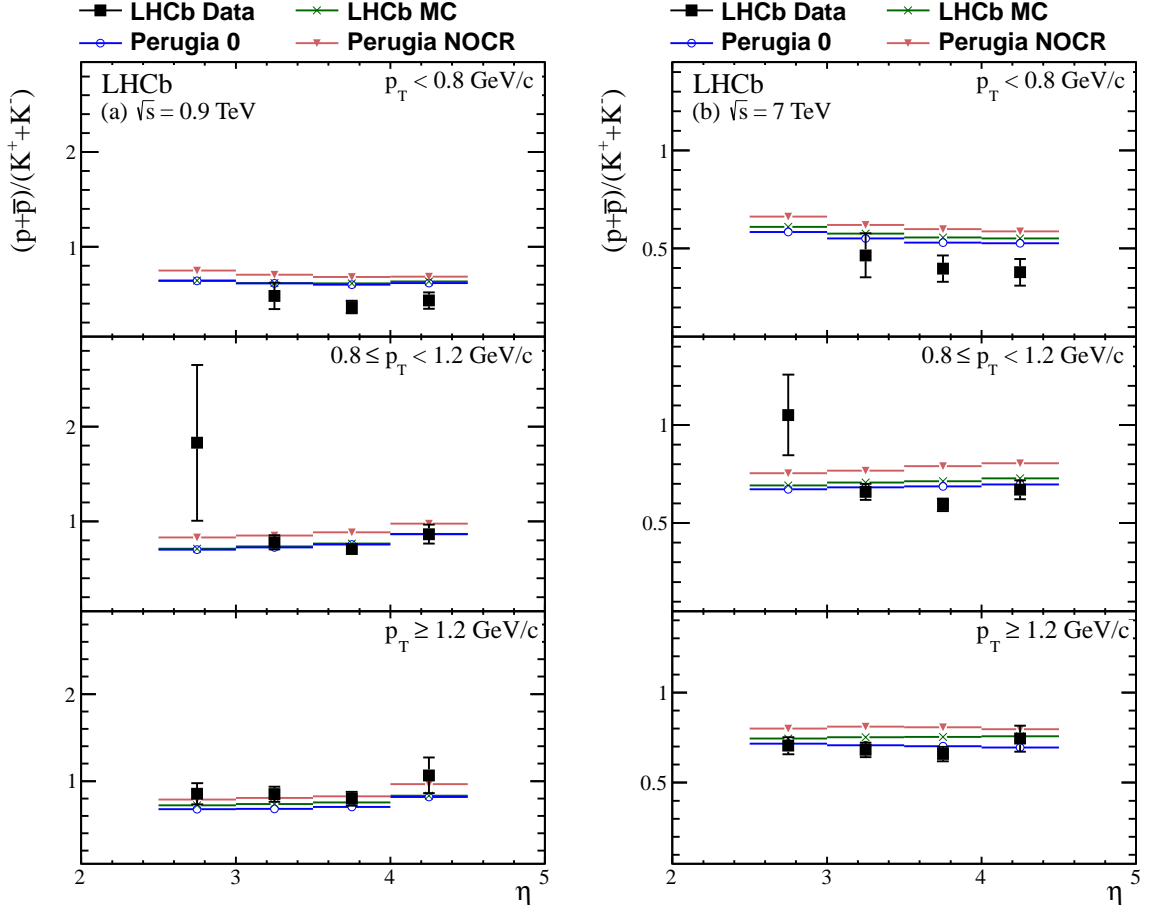 LHCb Data
LHCb MC
Perugia 0
Perugia NOCR
LHCb
p_T < 0.8 GeV/c
(a) √s = 0.9 TeV
(p+p̅)/(K⁺+K⁻)
2
1
0.8 ≤ p_T < 1.2 GeV/c
2
1
p_T ≥ 1.2 GeV/c
2
1
2 3 4 5
η
LHCb Data
LHCb MC
Perugia 0
Perugia NOCR
LHCb
p_T < 0.8 GeV/c
(b) √s = 7 TeV
(p+p̅)/(K⁺+K⁻)
1
0.5
0.8 ≤ p_T < 1.2 GeV/c
1
0.5
p_T ≥ 1.2 GeV/c
1
0.5
2 3 4 5
η